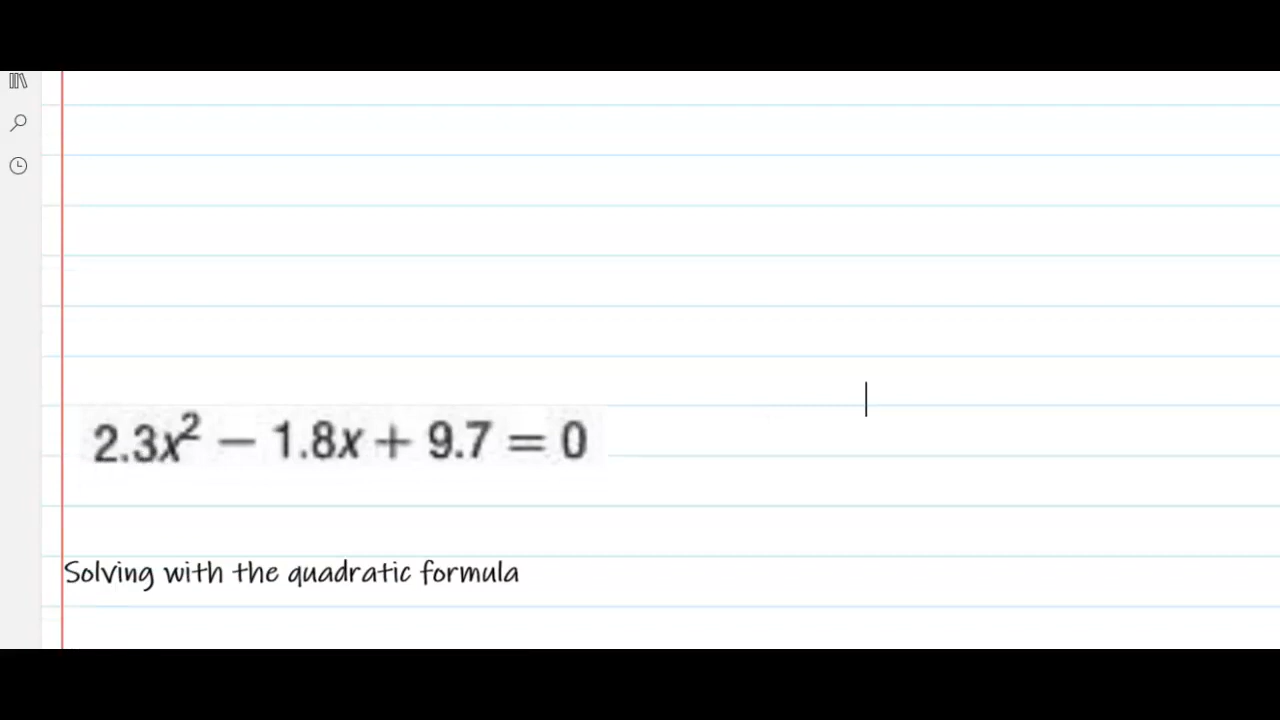 2.3x² − 1.8x + 9.7 = 0
Solving with the quadratic formula